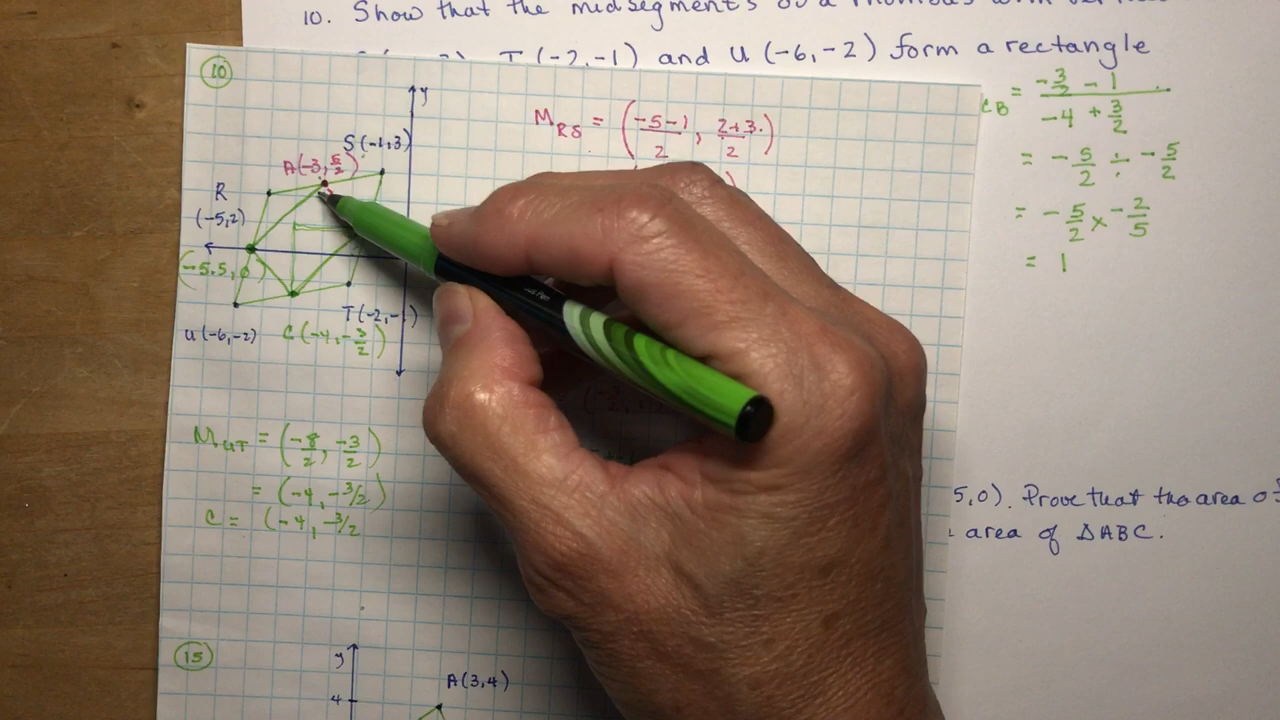 10. Show that the midsegments of a rhombus with
T(-2,-1) and U(-6,-2) form a rectangle
10
y
S(-1,3)
A(-3, 5/2)
R
(-5,2)
(-5.5, 0)
T(-2,-1)
U(-6,-2) C(-4, -3/2)
M_RS = (-5-1/2, 2+3/2)
M_UT = (-8/2, -3/2)
= (-4, -3/2)
C = (-4, -3/2
CB = -3/2 - 1 / -4 + 3/2
= -5/2 ÷ -5/2
= -5/2 × -2/5
= 1
5,0). Prove that the area of
area of ΔABC.
15
y
4
A(3,4)